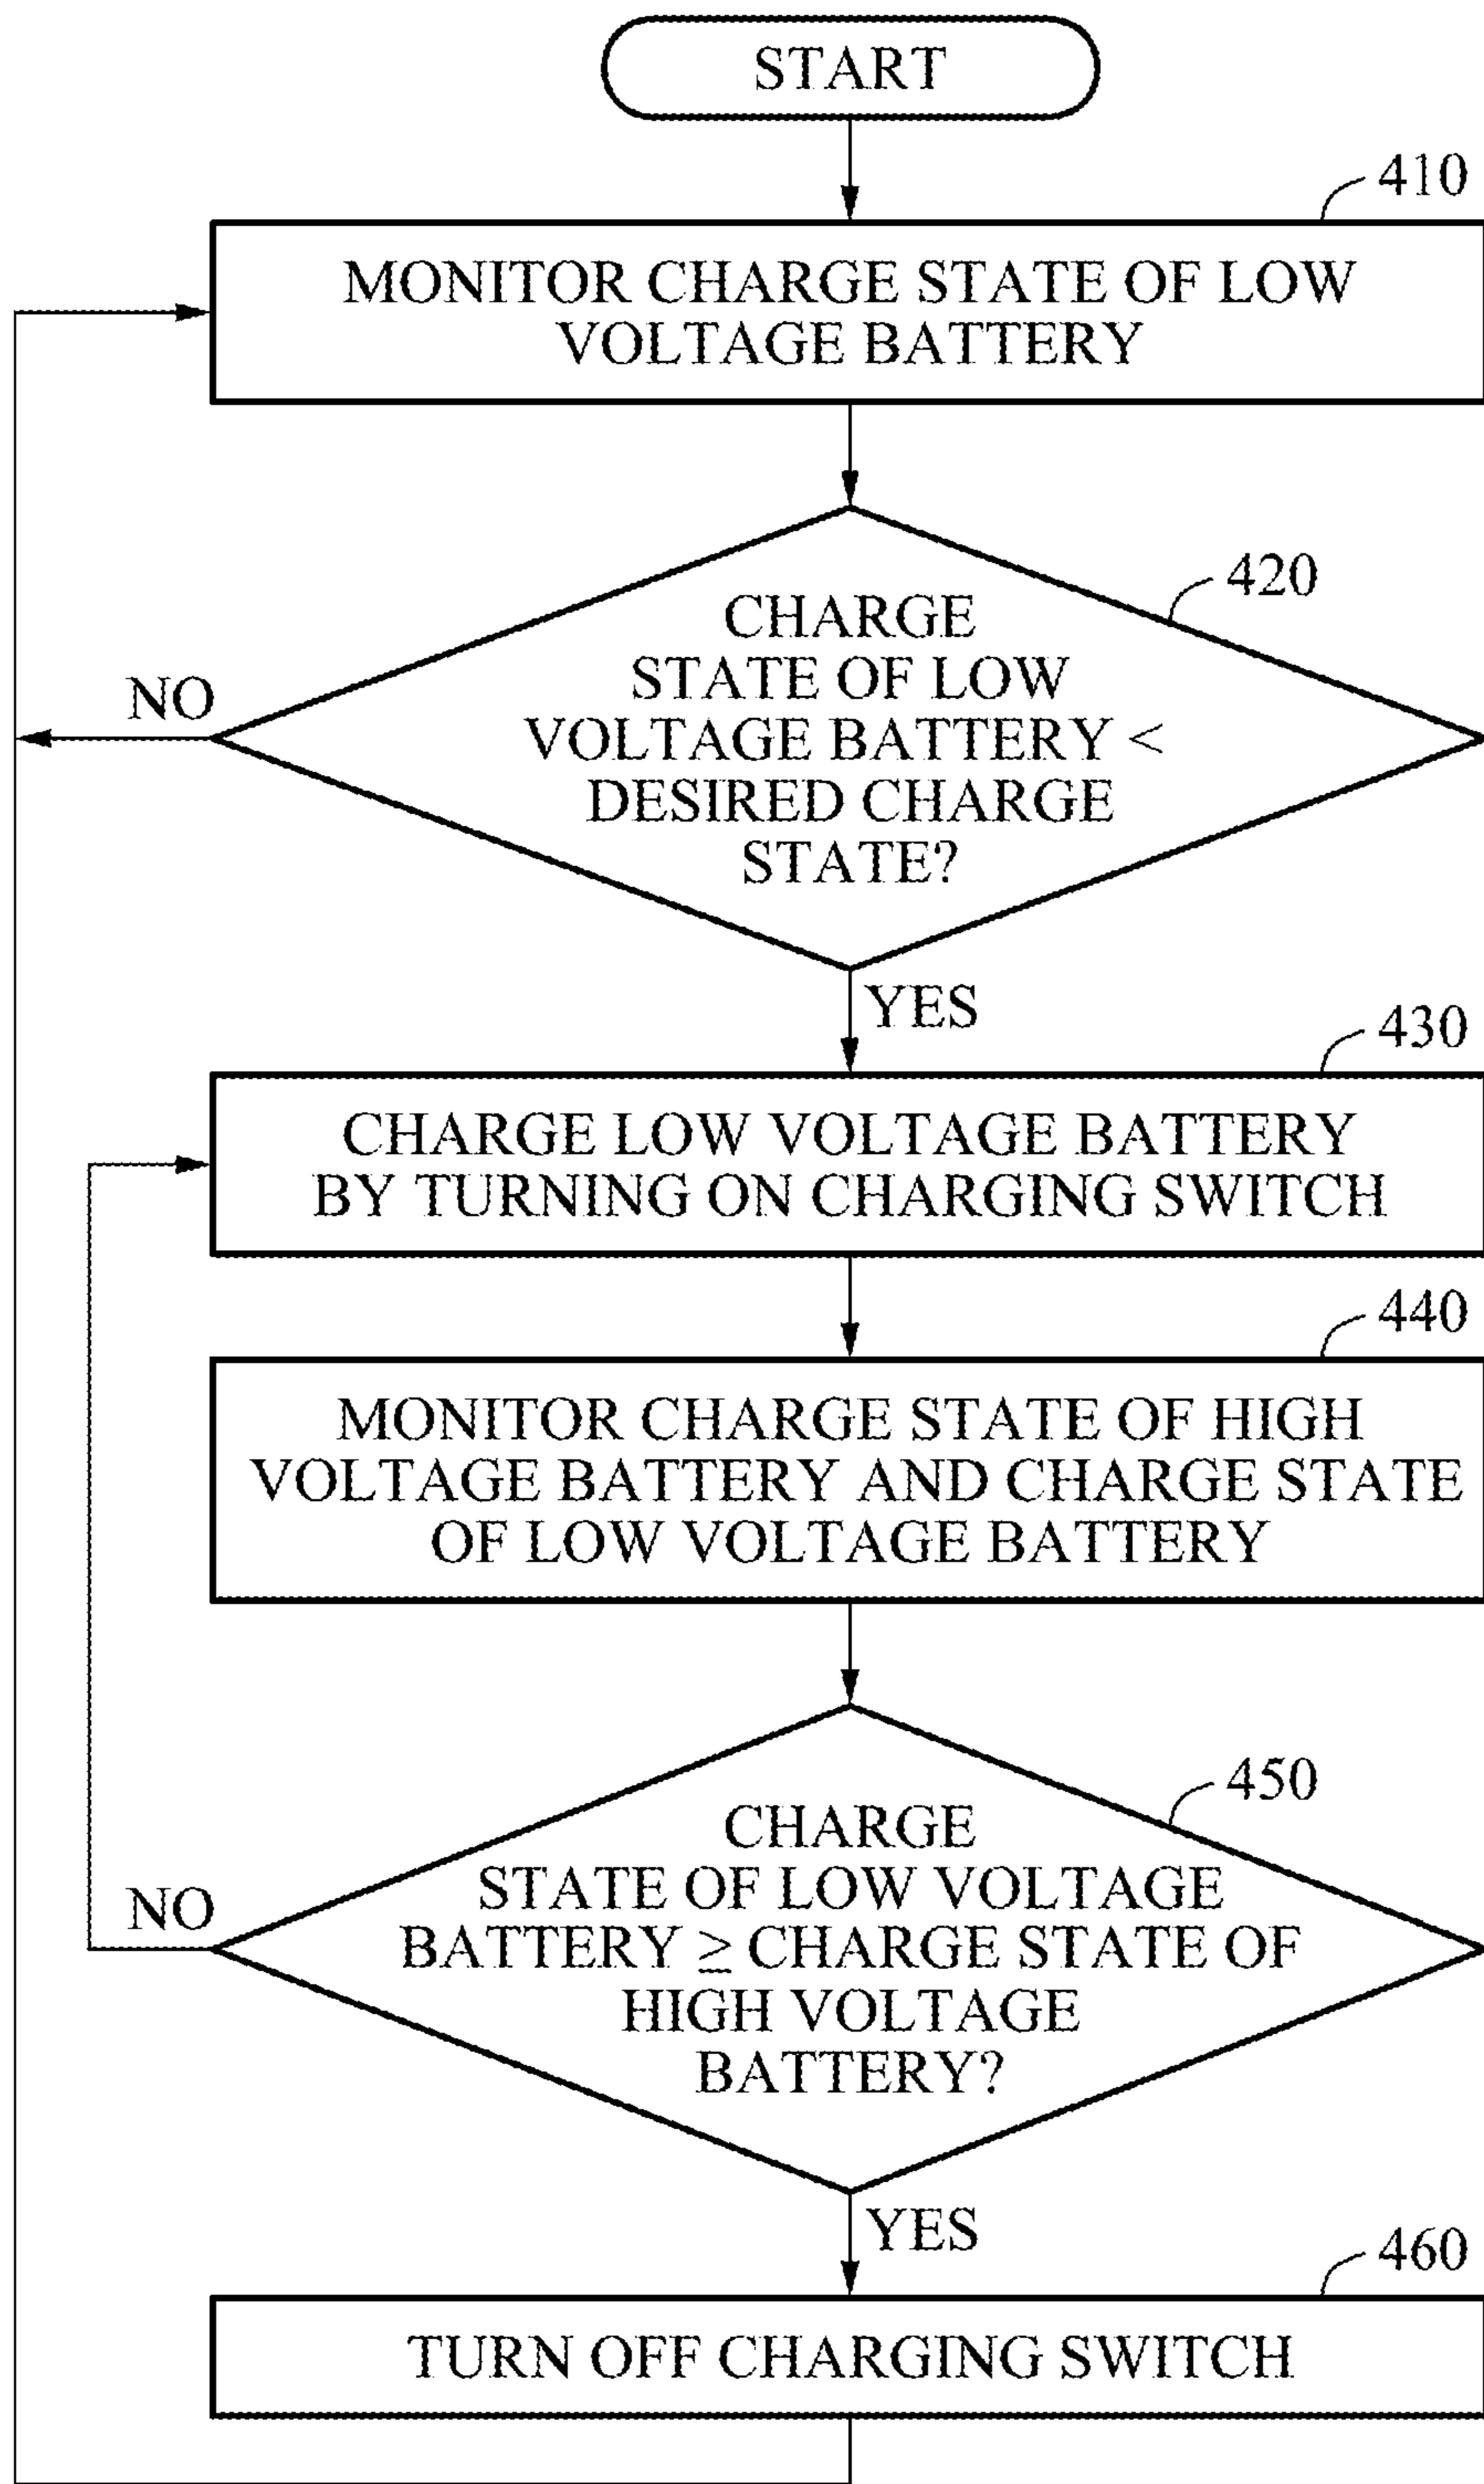 START
410
MONITOR CHARGE STATE OF LOW
VOLTAGE BATTERY
420
CHARGE
STATE OF LOW
VOLTAGE BATTERY <
DESIRED CHARGE
STATE?
NO
YES
430
CHARGE LOW VOLTAGE BATTERY
BY TURNING ON CHARGING SWITCH
440
MONITOR CHARGE STATE OF HIGH
VOLTAGE BATTERY AND CHARGE STATE
OF LOW VOLTAGE BATTERY
450
CHARGE
STATE OF LOW VOLTAGE
BATTERY ≥ CHARGE STATE OF
HIGH VOLTAGE
BATTERY?
NO
YES
460
TURN OFF CHARGING SWITCH